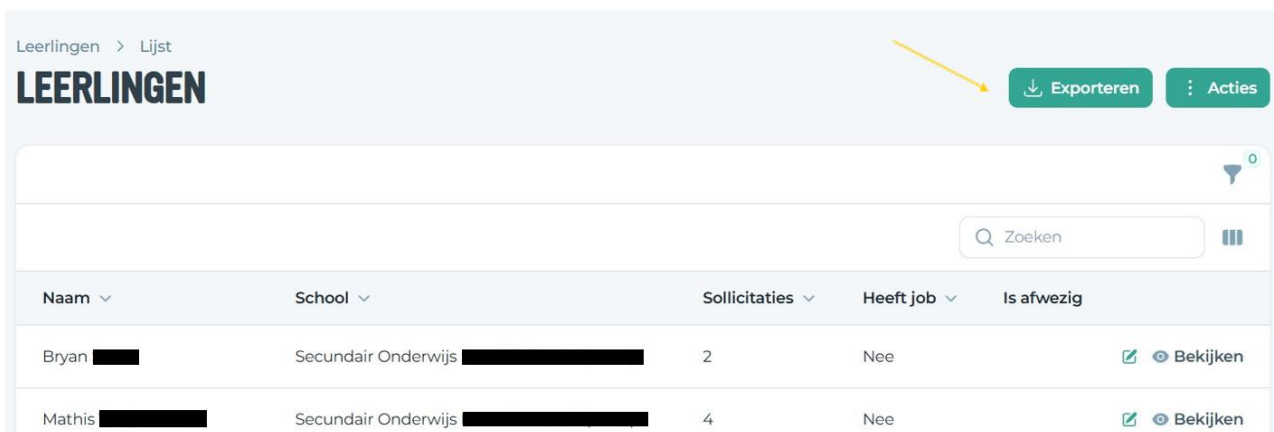 Leerlingen > Lijst
LEERLINGEN
Exporteren
Acties
0
Zoeken
Naam School Sollicitaties Heeft job Is afwezig
Bryan Secundair Onderwijs 2 Nee Bekijken
Mathis Secundair Onderwijs 4 Nee Bekijken